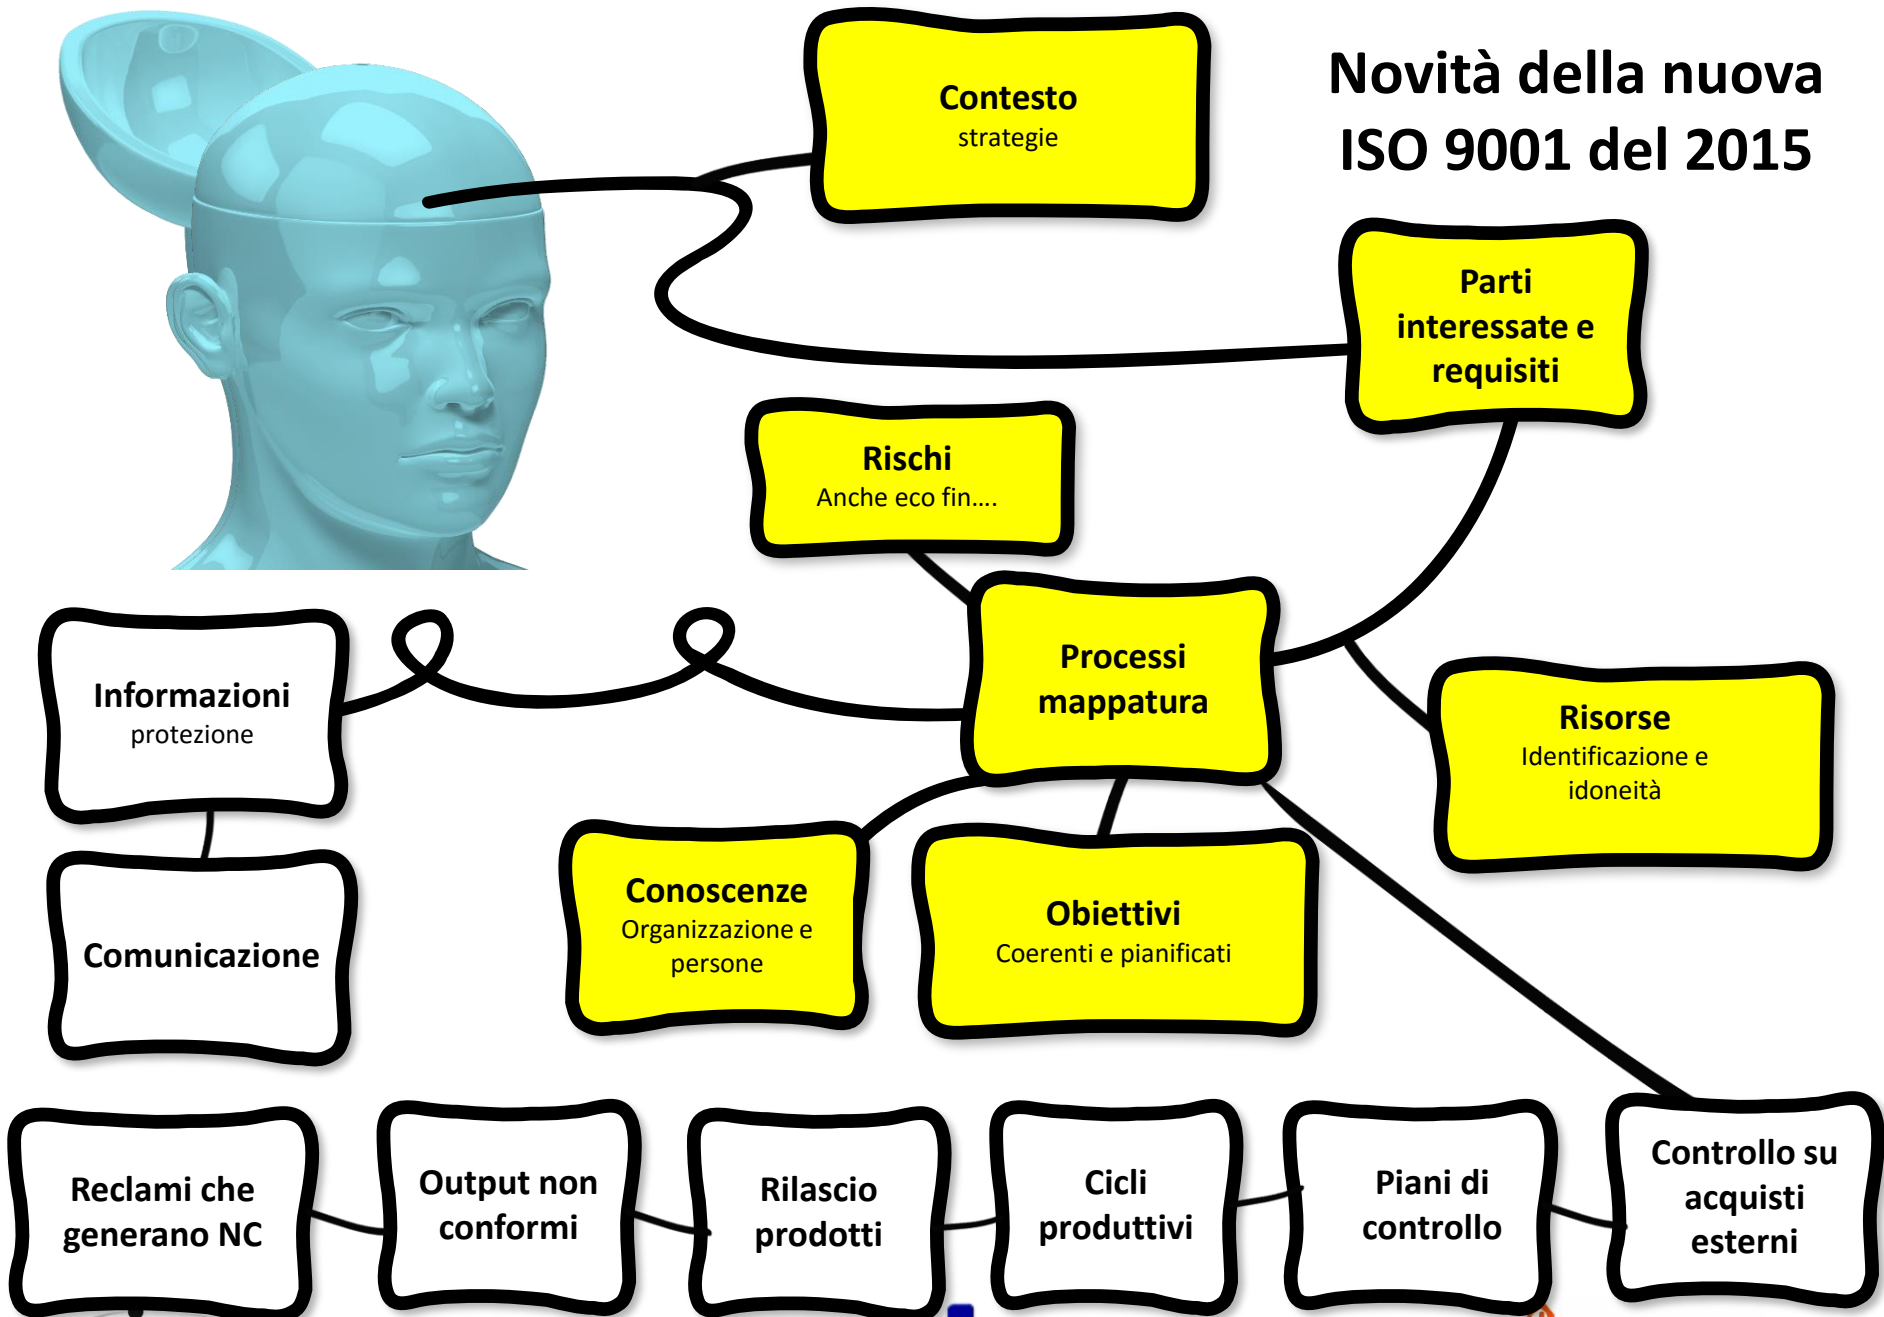 Novità della nuova
ISO 9001 del 2015
Contesto
strategie
Parti
interessate e
requisiti
Rischi
Anche eco fin....
Processi
mappatura
Informazioni
protezione
Risorse
Identificazione e
idoneità
Conoscenze
Organizzazione e
persone
Obiettivi
Coerenti e pianificati
Comunicazione
Reclami che
generano NC
Output non
conformi
Rilascio
prodotti
Cicli
produttivi
Piani di
controllo
Controllo su
acquisti
esterni